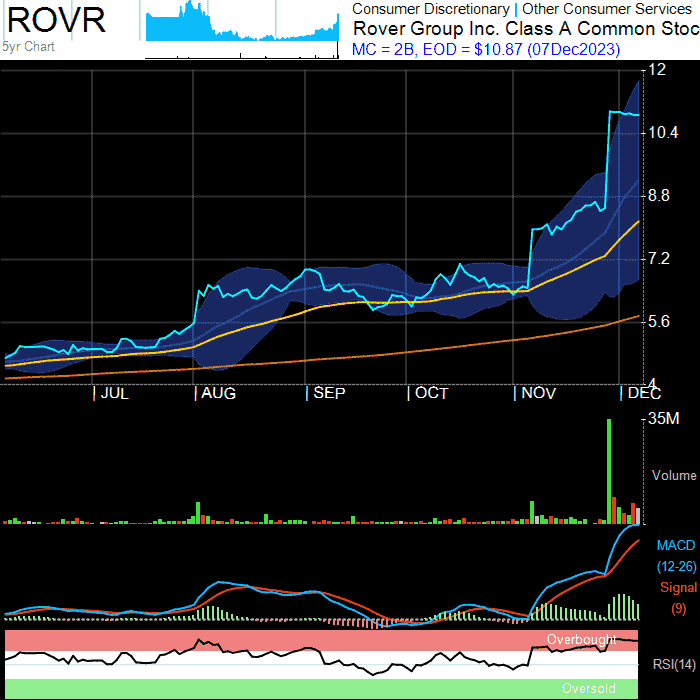 ROVR
5yr Chart
Consumer Discretionary | Other Consumer Services
Rover Group Inc. Class A Common Stoc
MC = 2B, EOD = $10.87 (07Dec2023)
12
10.4
8.8
7.2
5.6
4
JUL AUG SEP OCT NOV DEC
35M
Volume
MACD
(12-26)
Signal
(9)
Overbought
RSI(14)
Oversold